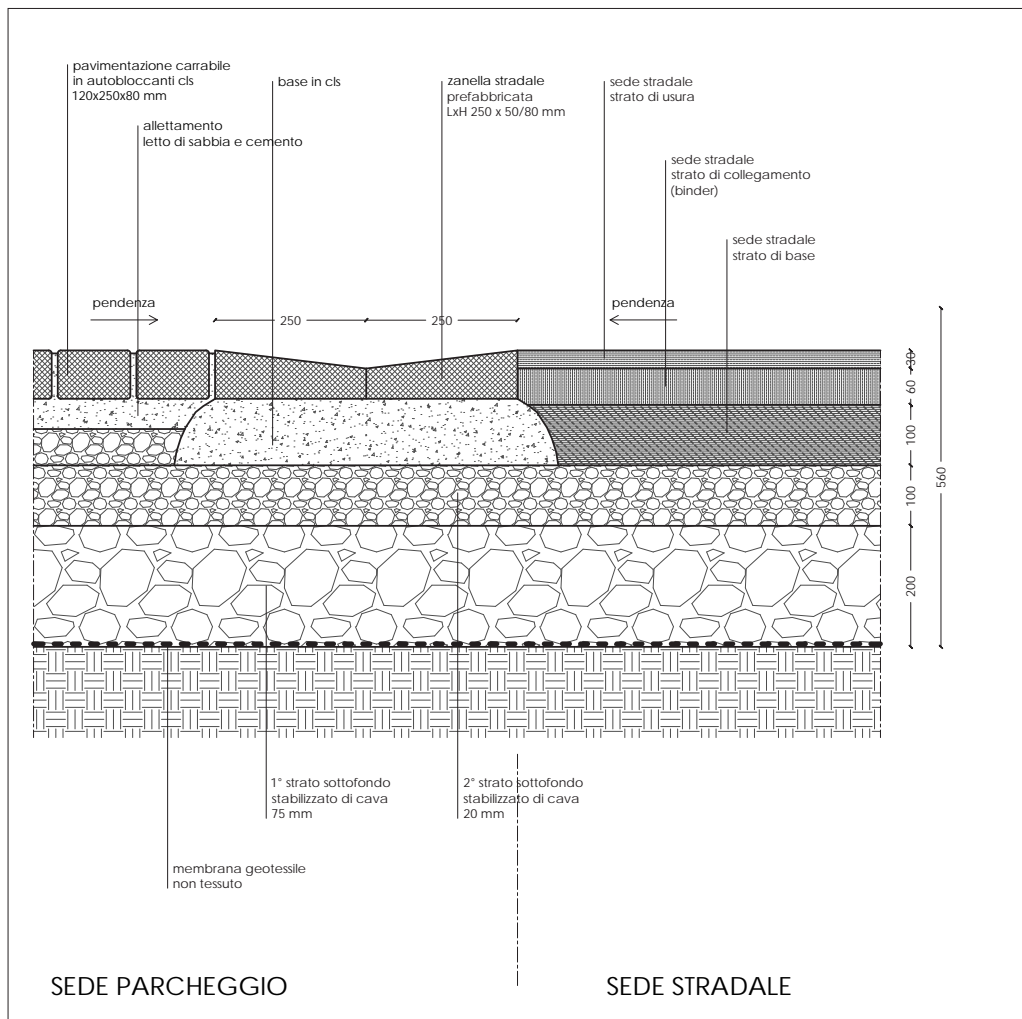 pavimentazione carrabile
in autobloccanti cls
120x250x80 mm
base in cls
zanella stradale
prefabbricata
LxH 250 x 50/80 mm
sede stradale
strato di usura
allettamento
letto di sabbia e cemento
sede stradale
strato di collegamento
(binder)
sede stradale
strato di base
pendenza
250
250
pendenza
30
60
100
100
200
560
1° strato sottofondo
stabilizzato di cava
75 mm
2° strato sottofondo
stabilizzato di cava
20 mm
membrana geotessile
non tessuto
SEDE PARCHEGGIO
SEDE STRADALE